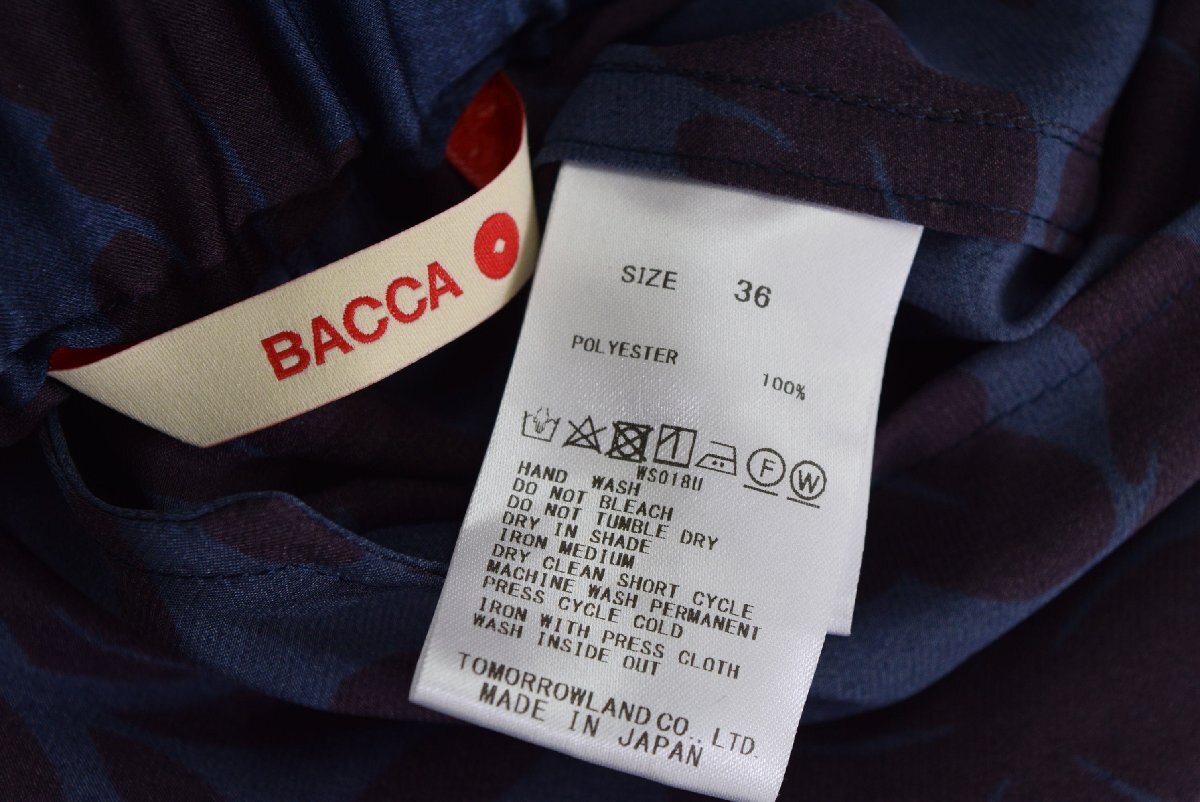 BACCA
SIZE 36
POLYESTER
100%
F W
WS018U
HAND WASH
DO NOT BLEACH
DO NOT TUMBLE DRY
DRY IN SHADE
IRON MEDIUM
DRY CLEAN SHORT CYCLE
MACHINE WASH PERMANENT
PRESS CYCLE COLD
IRON WITH PRESS CLOTH
WASH INSIDE OUT
TOMORROWLAND CO., LTD.
MADE IN JAPAN